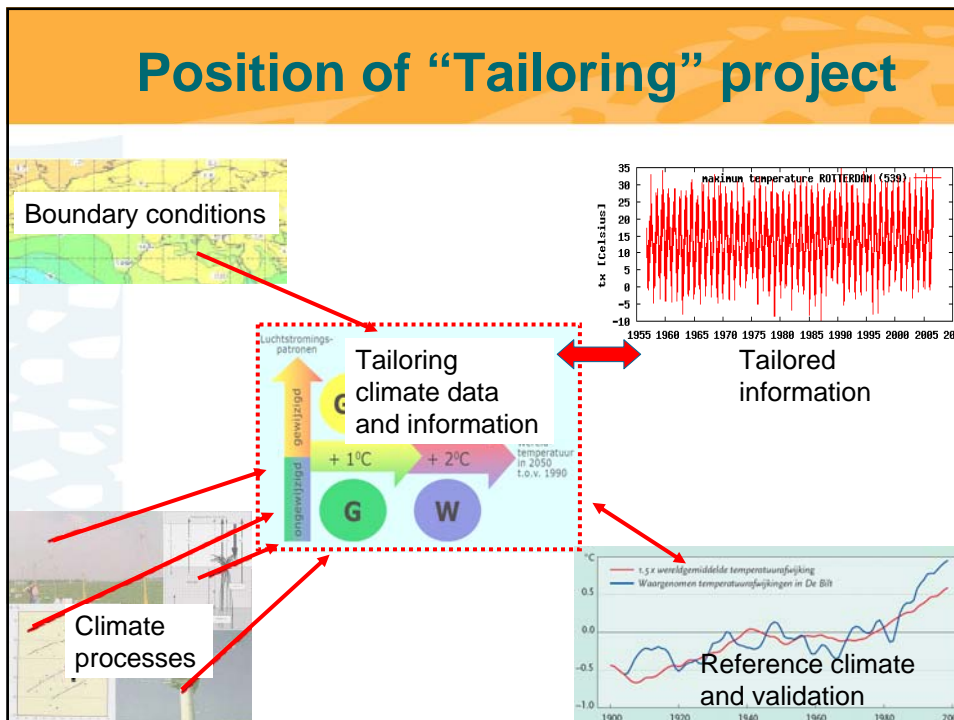 Position of “Tailoring” project
Boundary conditions
35
30
25
20
15
10
5
0
-5
-10
tx [Celsius]
maximum temperature ROTTERDAM (539)
1955 1960 1965 1970 1975 1980 1985 1990 1995 2000 2005
Tailored
information
Luchtstromings-
patronen
gewijzigd
ongewijzigd
Tailoring
climate data
and information
G
+ 1°C
+ 2°C
temperatuur
in 2050
t.o.v. 1990
G
W
Climate
processes
°C
0.5
0.0
-0.5
-1.0
1.5 x wereldgemiddelde temperatuurafwijking
Waargenomen temperatuurafwijkingen in De Bilt
Reference climate
and validation
1900 1920 1940 1960 1980